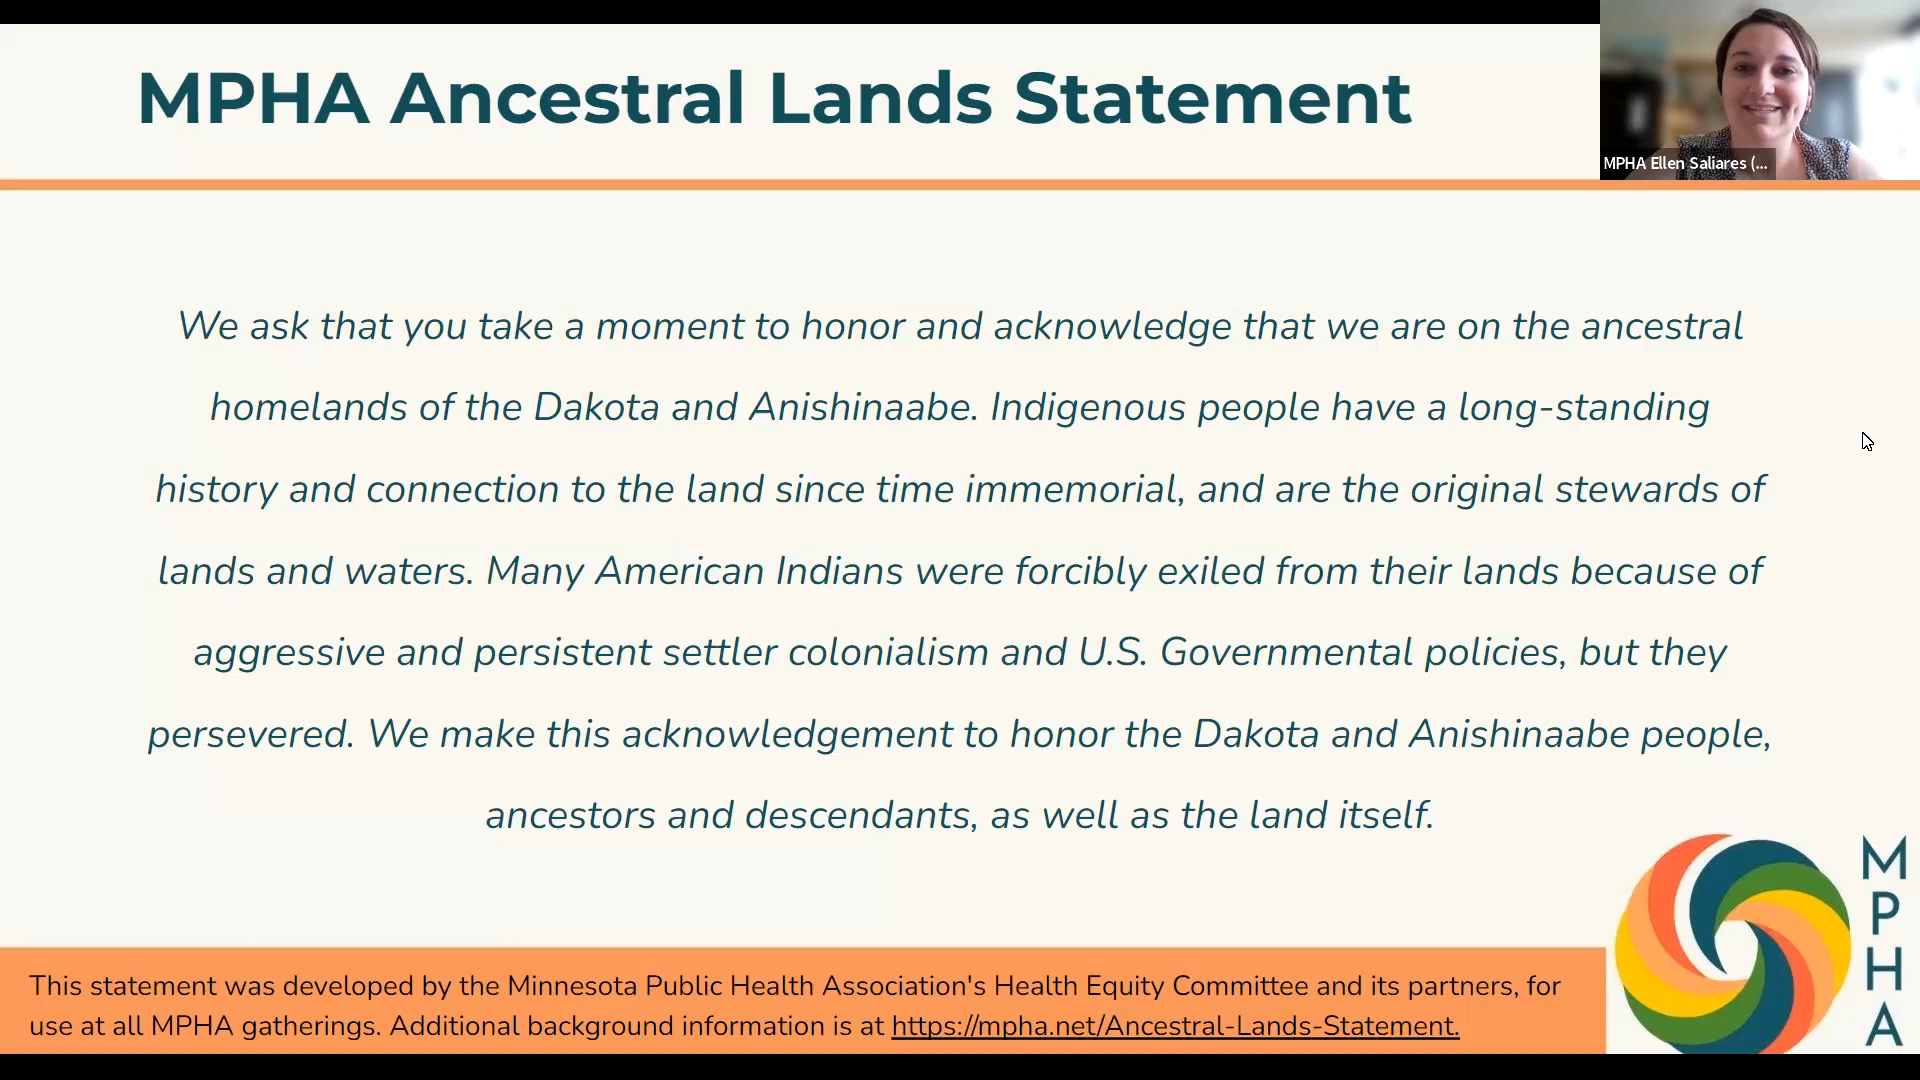 MPHA Ancestral Lands Statement
MPHA Ellen Saliares (...
We ask that you take a moment to honor and acknowledge that we are on the ancestral
homelands of the Dakota and Anishinaabe. Indigenous people have a long-standing
history and connection to the land since time immemorial, and are the original stewards of
lands and waters. Many American Indians were forcibly exiled from their lands because of
aggressive and persistent settler colonialism and U.S. Governmental policies, but they
persevered. We make this acknowledgement to honor the Dakota and Anishinaabe people,
ancestors and descendants, as well as the land itself.
This statement was developed by the Minnesota Public Health Association's Health Equity Committee and its partners, for
use at all MPHA gatherings. Additional background information is at https://mpha.net/Ancestral-Lands-Statement.
M
P
H
A